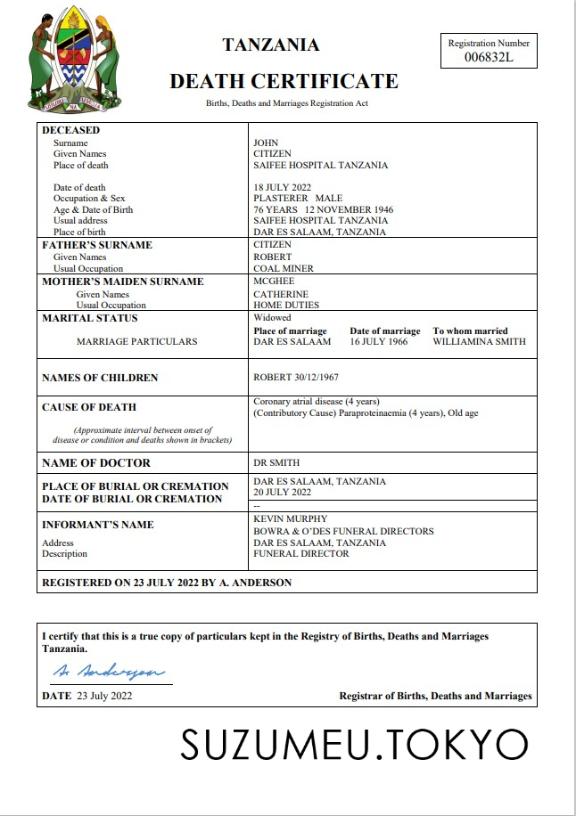 TANZANIA
DEATH CERTIFICATE
Births, Deaths and Marriages Registration Act
Registration Number
006832L
DECEASED
Surname JOHN
Given Names CITIZEN
Place of death SAIFEE HOSPITAL TANZANIA
Date of death 18 JULY 2022
Occupation & Sex PLASTERER MALE
Age & Date of Birth 76 YEARS 12 NOVEMBER 1946
Usual address SAIFEE HOSPITAL TANZANIA
Place of birth DAR ES SALAAM, TANZANIA
FATHER'S SURNAME CITIZEN
Given Names ROBERT
Usual Occupation COAL MINER
MOTHER'S MAIDEN SURNAME MCGHEE
Given Names CATHERINE
Usual Occupation HOME DUTIES
MARITAL STATUS Widowed
Place of marriage Date of marriage To whom married
MARRIAGE PARTICULARS DAR ES SALAAM 16 JULY 1966 WILLIAMINA SMITH
NAMES OF CHILDREN ROBERT 30/12/1967
CAUSE OF DEATH Coronary atrial disease (4 years)
(Contributory Cause) Paraproteinaemia (4 years), Old age
(Approximate interval between onset of
disease or condition and deaths shown in brackets)
NAME OF DOCTOR DR SMITH
PLACE OF BURIAL OR CREMATION DAR ES SALAAM, TANZANIA
DATE OF BURIAL OR CREMATION 20 JULY 2022
--
INFORMANT'S NAME KEVIN MURPHY
BOWRA & O'DES FUNERAL DIRECTORS
Address DAR ES SALAAM, TANZANIA
Description FUNERAL DIRECTOR
REGISTERED ON 23 JULY 2022 BY A. ANDERSON
I certify that this is a true copy of particulars kept in the Registry of Births, Deaths and Marriages
Tanzania.
A. Anderson
DATE 23 July 2022 Registrar of Births, Deaths and Marriages
SUZUMEU.TOKYO